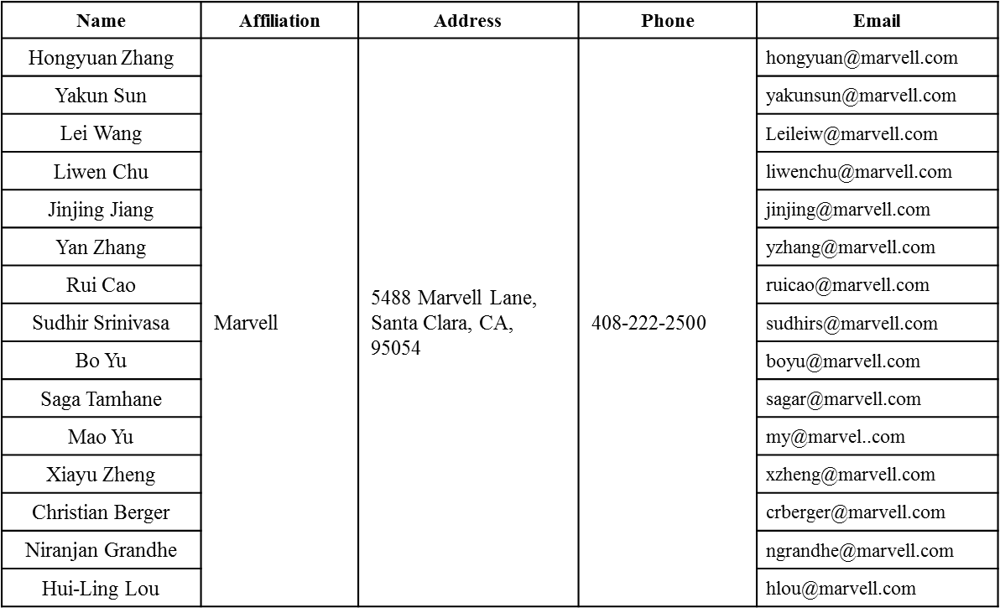 Name Affiliation Address Phone Email
Hongyuan Zhang hongyuan@marvell.com
Yakun Sun yakunsun@marvell.com
Lei Wang Leileiw@marvell.com
Liwen Chu liwenchu@marvell.com
Jinjing Jiang jinjing@marvell.com
Yan Zhang yzhang@marvell.com
Rui Cao ruicao@marvell.com
5488 Marvell Lane,
Sudhir Srinivasa Marvell Santa Clara, CA, 408-222-2500 sudhirs@marvell.com
95054
Bo Yu boyu@marvell.com
Saga Tamhane sagar@marvell.com
Mao Yu my@marvel..com
Xiayu Zheng xzheng@marvell.com
Christian Berger crberger@marvell.com
Niranjan Grandhe ngrandhe@marvell.com
Hui-Ling Lou hlou@marvell.com